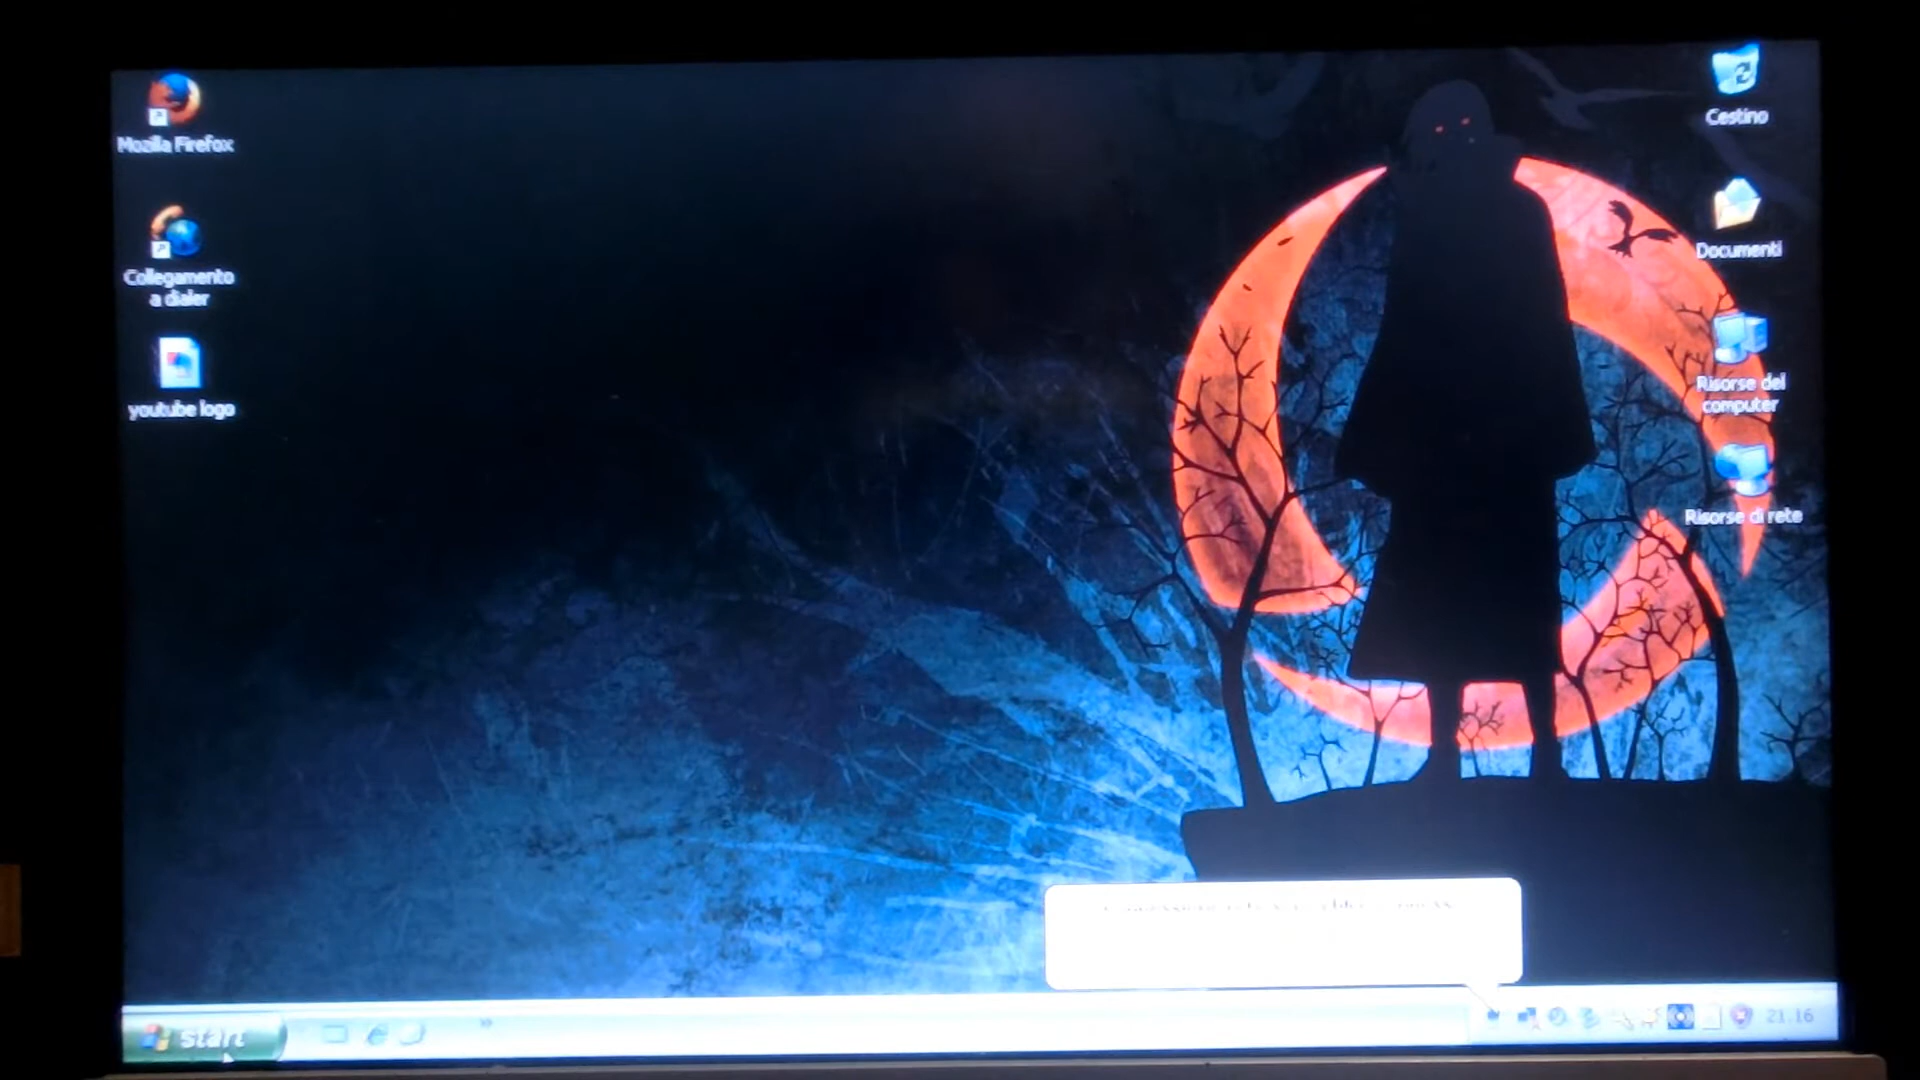 Mozilla Firefox
Collegamento
a dialer
youtube logo
Cestino
Documenti
Risorse del
computer
Risorse di rete
start
21.16